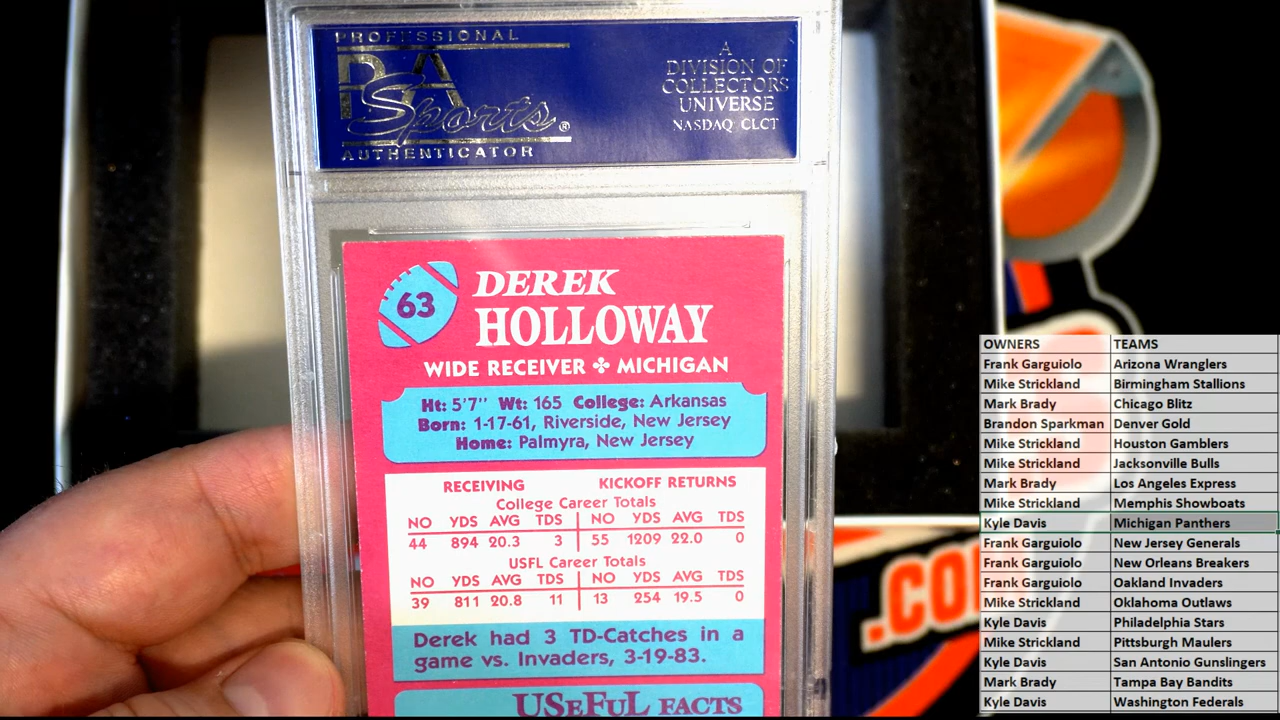 PROFESSIONAL
PSA
Sports®
AUTHENTICATOR
A
DIVISION OF
COLLECTORS
UNIVERSE
NASDAQ CLCT
63
DEREK
HOLLOWAY
WIDE RECEIVER ✤ MICHIGAN
Ht: 5'7" Wt: 165 College: Arkansas
Born: 1-17-61, Riverside, New Jersey
Home: Palmyra, New Jersey
RECEIVING KICKOFF RETURNS
College Career Totals
NO YDS AVG TDS NO YDS AVG TDS
44 894 20.3 3 55 1209 22.0 0
USFL Career Totals
NO YDS AVG TDS NO YDS AVG TDS
39 811 20.8 11 13 254 19.5 0
Derek had 3 TD-Catches in a
game vs. Invaders, 3-19-83.
USEFUL FACTS
OWNERS TEAMS
Frank Garguiolo Arizona Wranglers
Mike Strickland Birmingham Stallions
Mark Brady Chicago Blitz
Brandon Sparkman Denver Gold
Mike Strickland Houston Gamblers
Mike Strickland Jacksonville Bulls
Mark Brady Los Angeles Express
Mike Strickland Memphis Showboats
Kyle Davis Michigan Panthers
Frank Garguiolo New Jersey Generals
Frank Garguiolo New Orleans Breakers
Frank Garguiolo Oakland Invaders
Mike Strickland Oklahoma Outlaws
Kyle Davis Philadelphia Stars
Mike Strickland Pittsburgh Maulers
Kyle Davis San Antonio Gunslingers
Mark Brady Tampa Bay Bandits
Kyle Davis Washington Federals